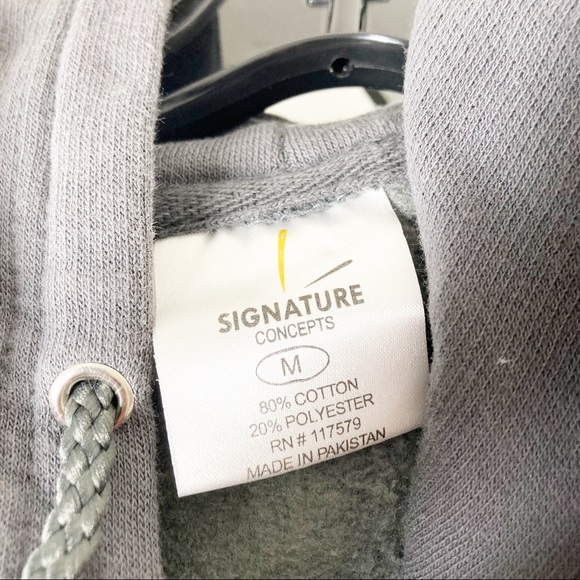 SIGNATURE
CONCEPTS
M
80% COTTON
20% POLYESTER
RN # 117579
MADE IN PAKISTAN